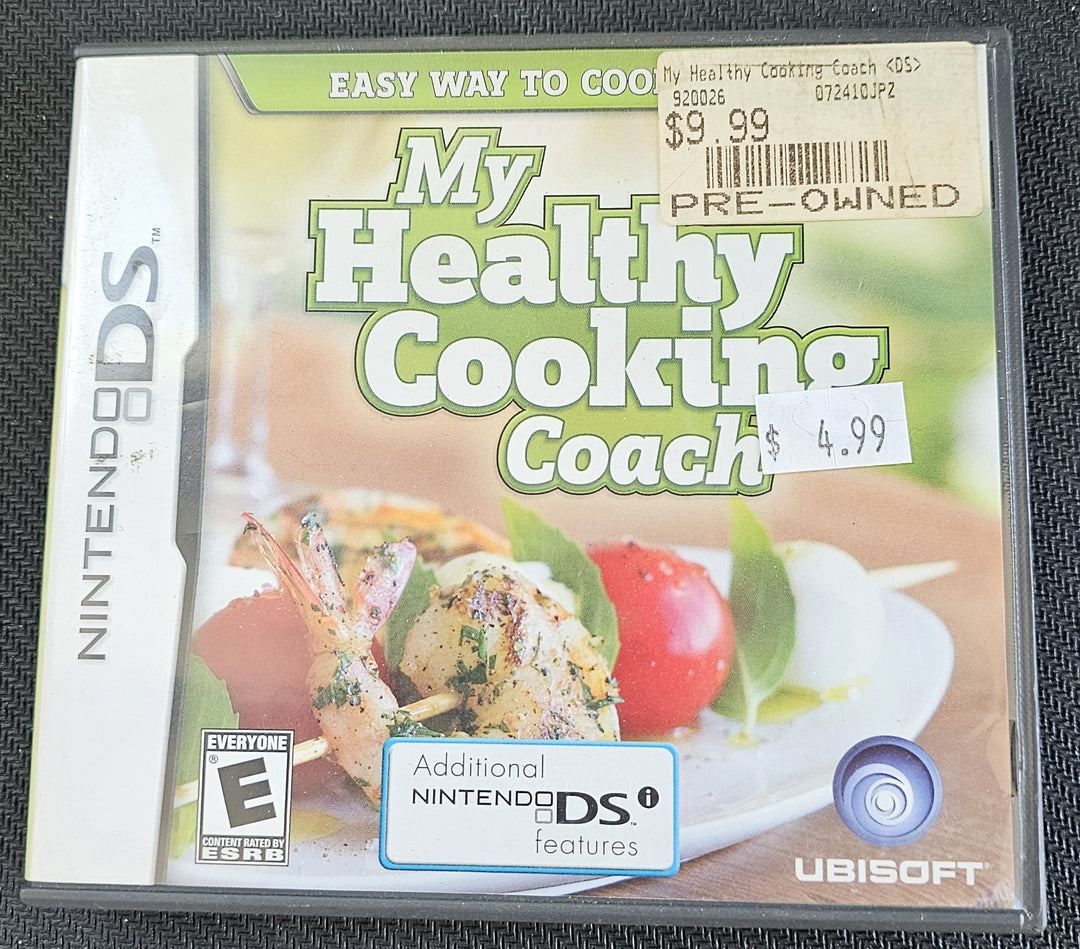 EASY WAY TO COO
My Healthy Cooking Coach <DS>
920026 072410JPZ
$9.99
PRE-OWNED
My
Healthy
Cooking
Coach
$ 4.99
NINTENDO DS™
EVERYONE
E
®
CONTENT RATED BY
ESRB
Additional
NINTENDO DS i
features
UBISOFT®